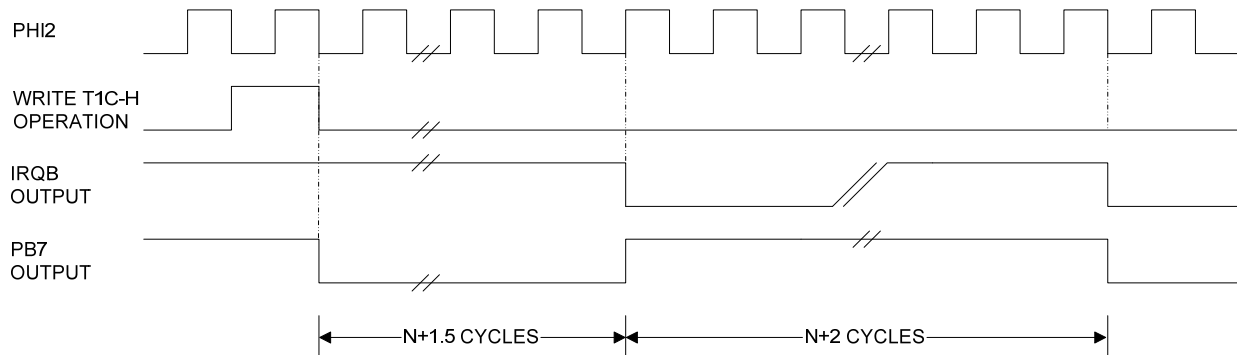 PHI2
WRITE T1C-H
OPERATION
IRQB
OUTPUT
PB7
OUTPUT
N+1.5 CYCLES
N+2 CYCLES